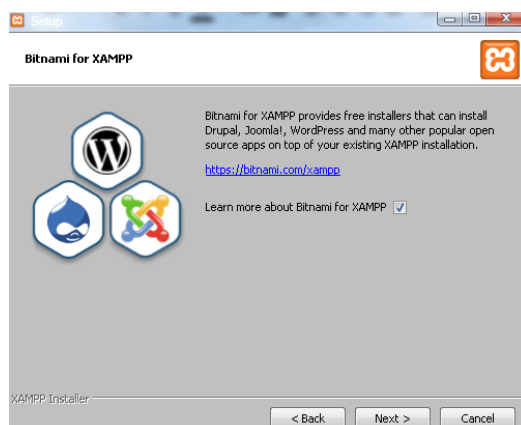 Setup
Bitnami for XAMPP
Bitnami for XAMPP provides free installers that can install
Drupal, Joomla!, WordPress and many other popular open
source apps on top of your existing XAMPP installation.
https://bitnami.com/xampp
Learn more about Bitnami for XAMPP
XAMPP Installer
< Back
Next >
Cancel